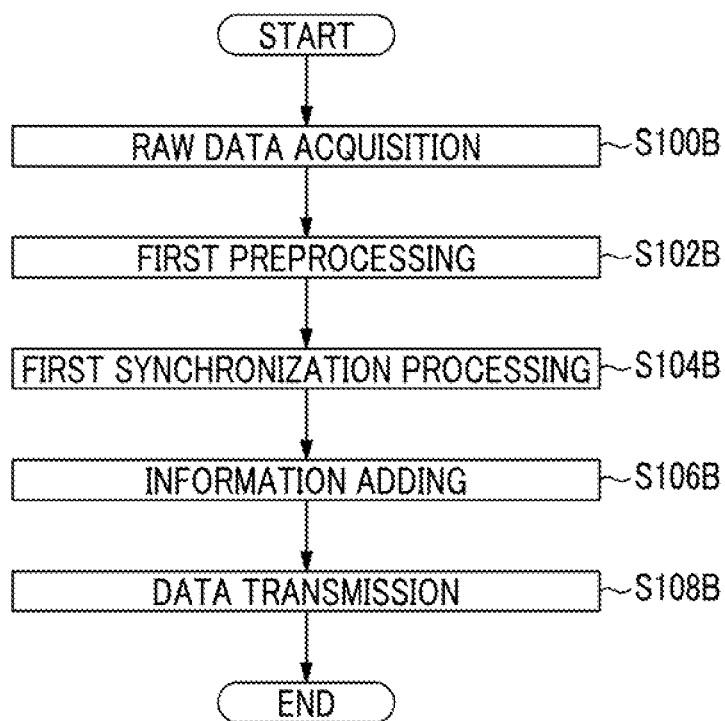 START
RAW DATA ACQUISITION S100B
FIRST PREPROCESSING S102B
FIRST SYNCHRONIZATION PROCESSING S104B
INFORMATION ADDING S106B
DATA TRANSMISSION S108B
END